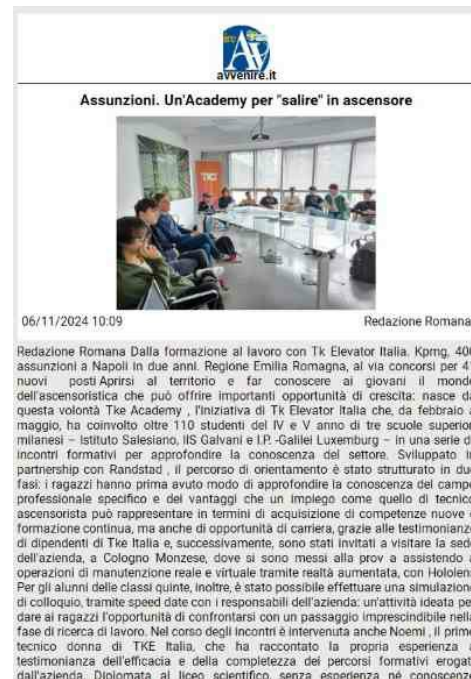 avvenire.it
Assunzioni. Un'Academy per "salire" in ascensore
TKE
06/11/2024 10:09 Redazione Romana
Redazione Romana Dalla formazione al lavoro con Tk Elevator Italia. Kpmg, 400
assunzioni a Napoli in due anni. Regione Emilia Romagna, al via concorsi per 41
nuovi posti Aprirsi al territorio e far conoscere ai giovani il mondo
dell'ascensoristica che può offrire importanti opportunità di crescita: nasce da
questa volontà Tke Academy , l'iniziativa di Tk Elevator Italia che, da febbraio a
maggio, ha coinvolto oltre 110 studenti del IV e V anno di tre scuole superiori
milanesi – Istituto Salesiano, IIS Galvani e I.P. -Galilei Luxemburg – in una serie di
incontri formativi per approfondire la conoscenza del settore. Sviluppato in
partnership con Randstad , il percorso di orientamento è stato strutturato in due
fasi: i ragazzi hanno prima avuto modo di approfondire la conoscenza del campo
professionale specifico e dei vantaggi che un impiego come quello di tecnico
ascensorista può rappresentare in termini di acquisizione di competenze nuove e
formazione continua, ma anche di opportunità di carriera, grazie alle testimonianze
di dipendenti di Tke Italia e, successivamente, sono stati invitati a visitare la sede
dell'azienda, a Cologno Monzese, dove si sono messi alla prov a assistendo a
operazioni di manutenzione reale e virtuale tramite realtà aumentata, con Hololens.
Per gli alunni delle classi quinte, inoltre, è stato possibile effettuare una simulazione
di colloquio, tramite speed date con i responsabili dell'azienda: un'attività ideata per
dare ai ragazzi l'opportunità di confrontarsi con un passaggio imprescindibile nella
fase di ricerca di lavoro. Nel corso degli incontri è intervenuta anche Noemi , il primo
tecnico donna di TKE Italia, che ha raccontato la propria esperienza a
testimonianza dell'efficacia e della completezza dei percorsi formativi erogati
dall'azienda. Diplomata al liceo scientifico, senza esperienza né conoscenze